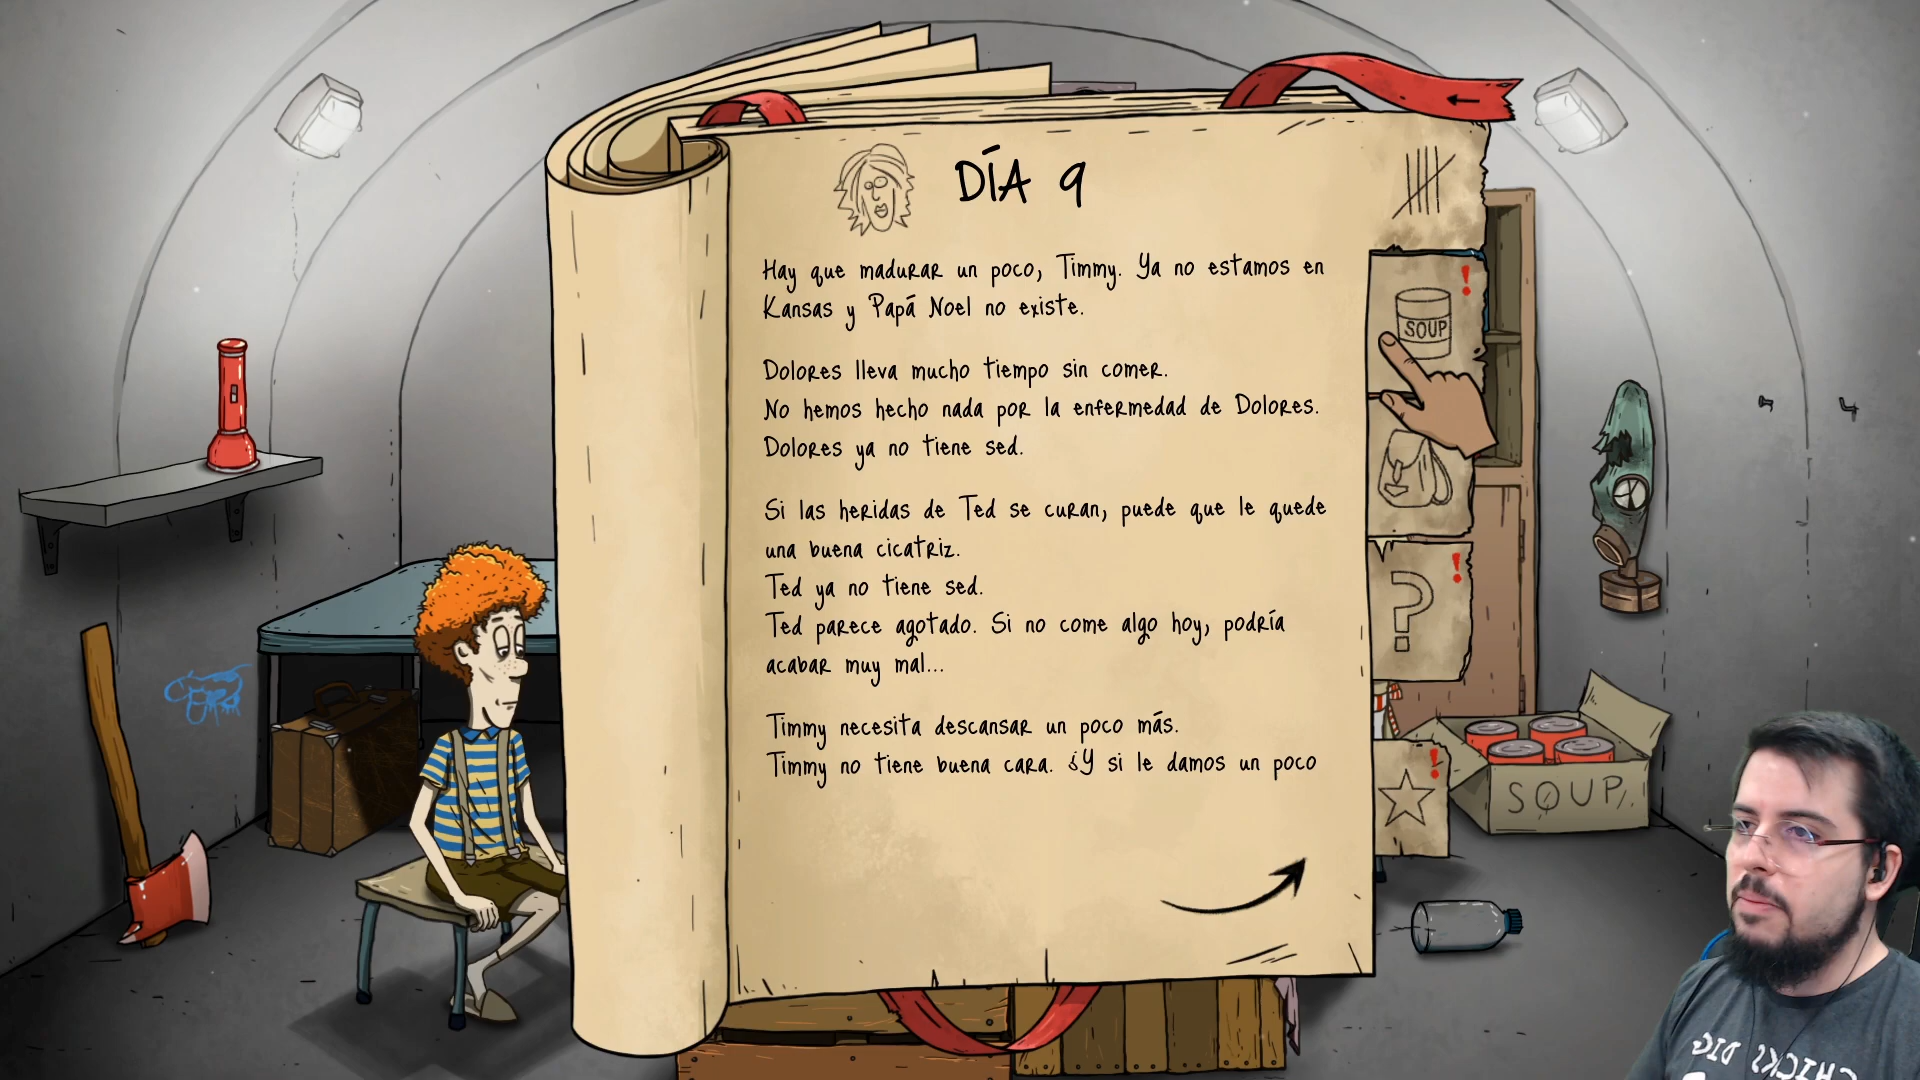 DÍA 9
Hay que madurar un poco, Timmy. Ya no estamos en
Kansas y Papá Noel no existe.
Dolores lleva mucho tiempo sin comer.
No hemos hecho nada por la enfermedad de Dolores.
Dolores ya no tiene sed.
Si las heridas de Ted se curan, puede que le quede
una buena cicatriz.
Ted ya no tiene sed.
Ted parece agotado. Si no come algo hoy, podría
acabar muy mal...
Timmy necesita descansar un poco más.
Timmy no tiene buena cara. ¿Y si le damos un poco
!
SOUP
!
?
!
SOUP
CHICKS DIG